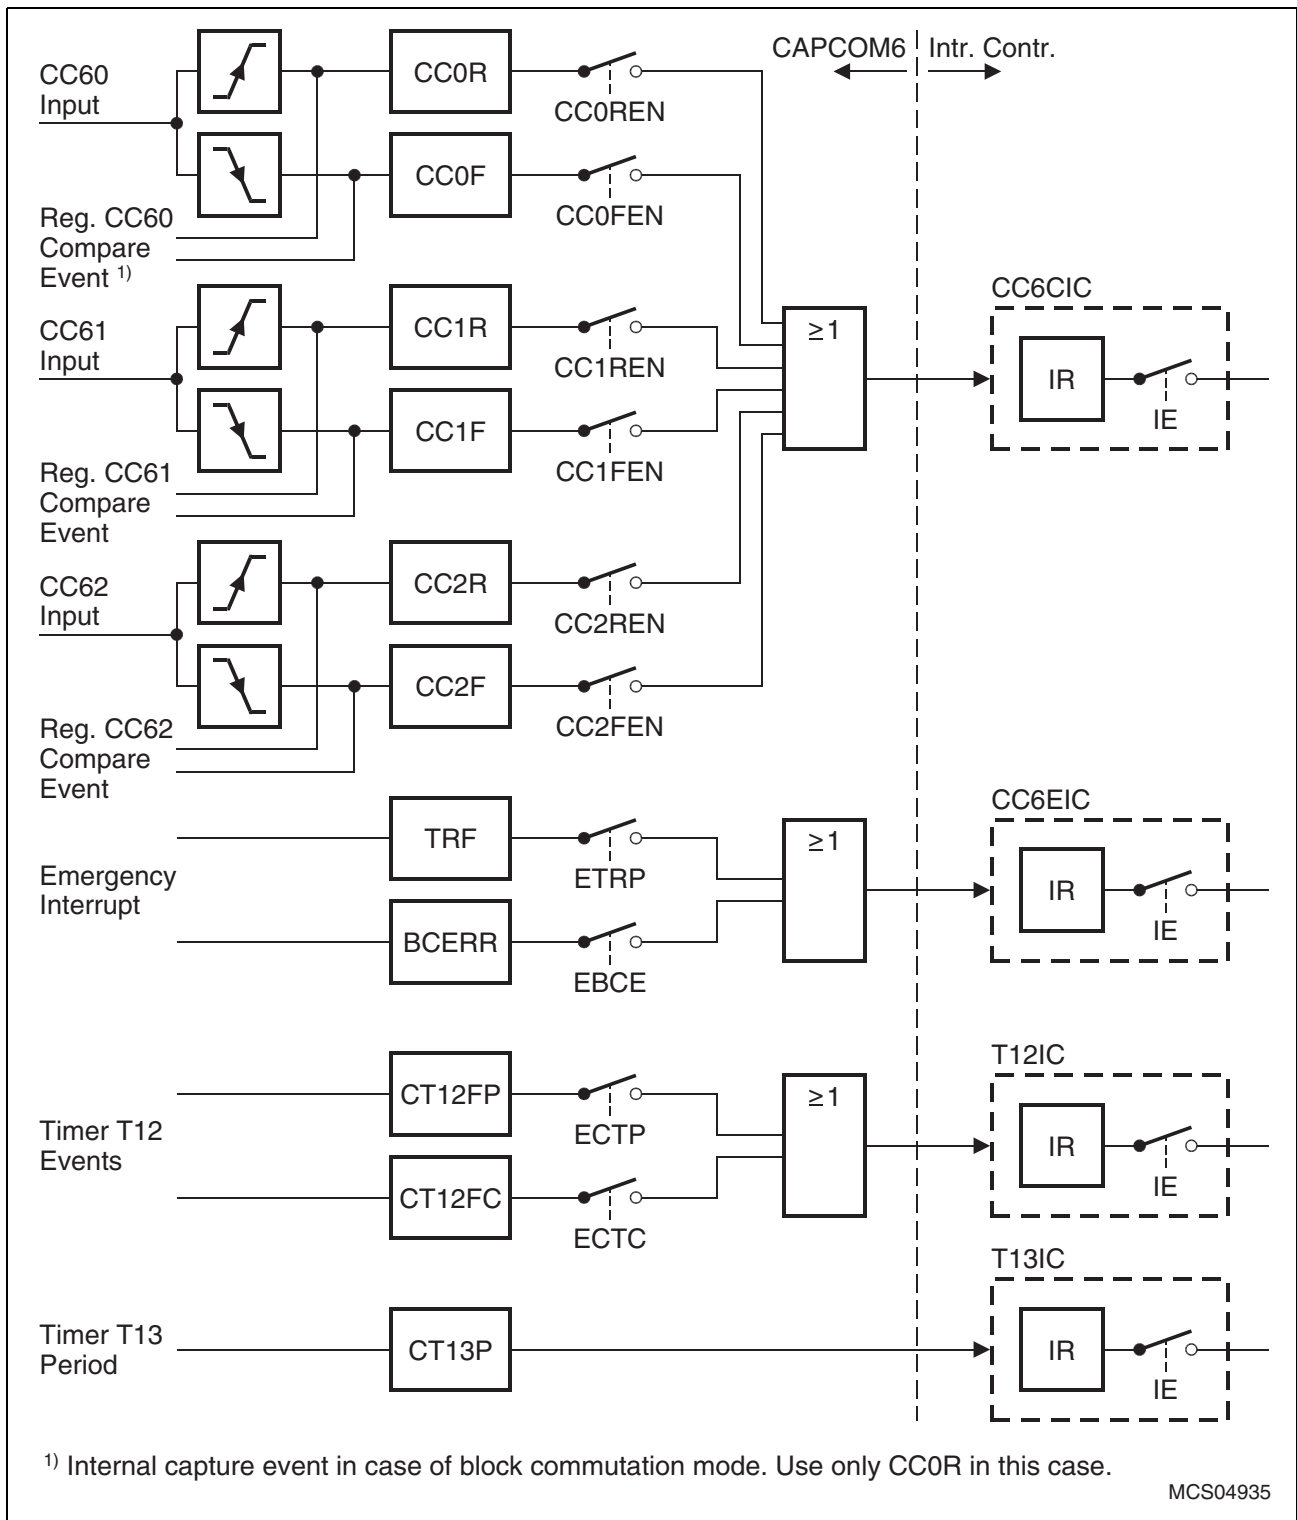 CAPCOM6
Intr. Contr.
CC60
Input
CC0R
CC0REN
CC0F
CC0FEN
Reg. CC60
Compare
Event 1)
CC61
Input
CC1R
CC1REN
CC1F
CC1FEN
≥1
CC6CIC
IR
IE
Reg. CC61
Compare
Event
CC62
Input
CC2R
CC2REN
CC2F
CC2FEN
Reg. CC62
Compare
Event
Emergency
Interrupt
TRF
ETRP
BCERR
EBCE
≥1
CC6EIC
IR
IE
Timer T12
Events
CT12FP
ECTP
CT12FC
ECTC
≥1
T12IC
IR
IE
Timer T13
Period
CT13P
T13IC
IR
IE
1) Internal capture event in case of block commutation mode. Use only CC0R in this case.
MCS04935